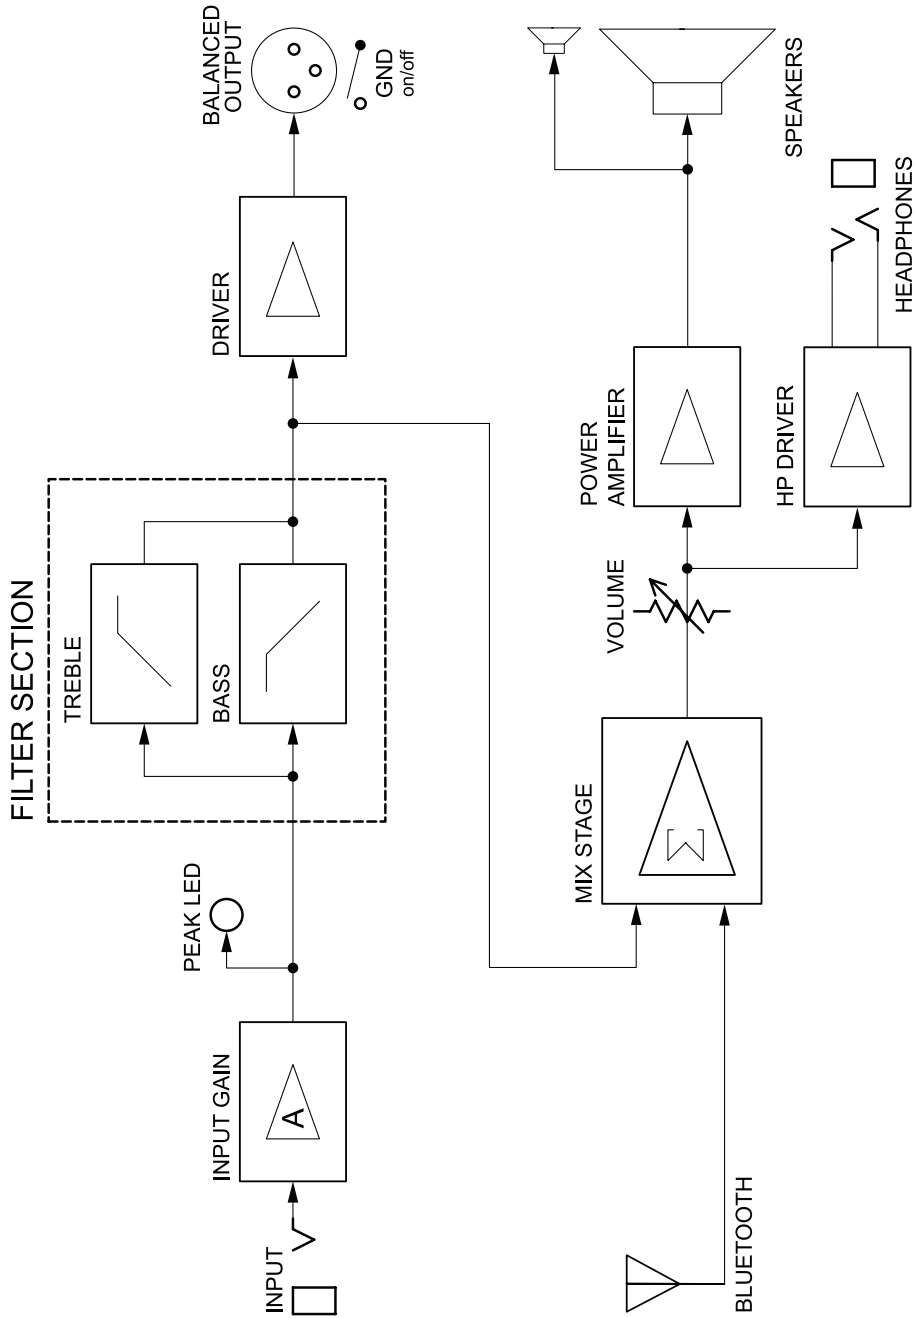 FILTER SECTION
TREBLE
BASS
PEAK LED
INPUT GAIN
A
INPUT
DRIVER
BALANCED
OUTPUT
GND
on/off
BLUETOOTH
MIX STAGE
Σ
VOLUME
POWER
AMPLIFIER
HP DRIVER
SPEAKERS
HEADPHONES